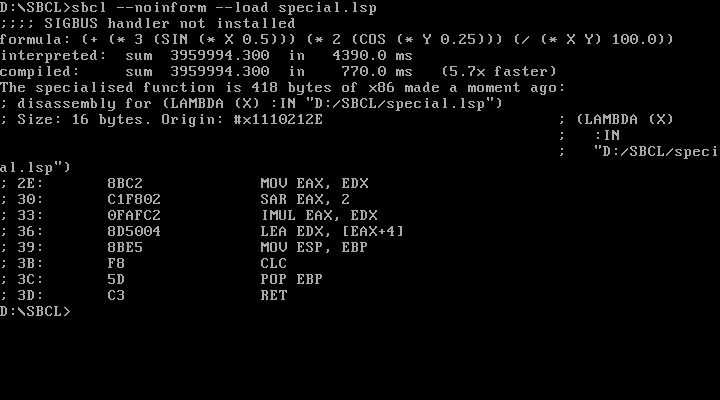 D:\SBCL>sbcl --noinform --load special.lsp
;;;; SIGBUS handler not installed
formula: (+ (* 3 (SIN (* X 0.5))) (* 2 (COS (* Y 0.25))) (/ (* X Y) 100.0))
interpreted:  sum  3959994.300  in   4390.0 ms
compiled:     sum  3959994.300  in    770.0 ms   (5.7x faster)
The specialised function is 418 bytes of x86 made a moment ago:
; disassembly for (LAMBDA (X) :IN "D:/SBCL/special.lsp")
; Size: 16 bytes. Origin: #x1110212E                         ; (LAMBDA (X)
;   :IN
;   "D:/SBCL/speci
al.lsp")
; 2E:       8BC2             MOV EAX, EDX
; 30:       C1F802           SAR EAX, 2
; 33:       0FAFC2           IMUL EAX, EDX
; 36:       8D5004           LEA EDX, [EAX+4]
; 39:       8BE5             MOV ESP, EBP
; 3B:       F8               CLC
; 3C:       5D               POP EBP
; 3D:       C3               RET
D:\SBCL>